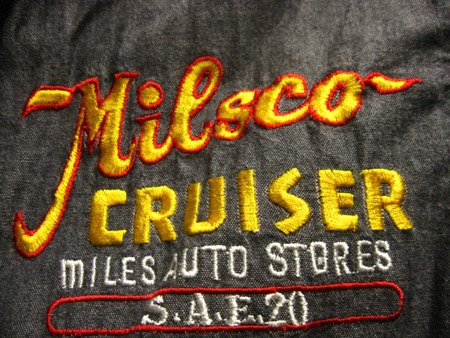 Milsco
CRUISER
MILES AUTO STORES
S.A.E.20